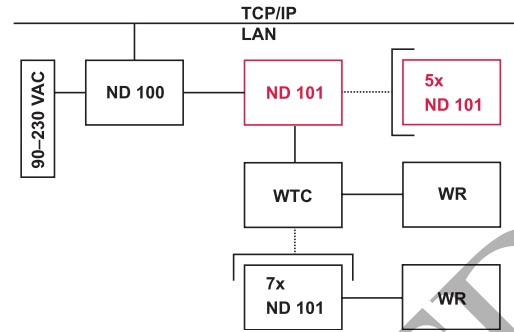 TCP/IP
LAN
90–230 VAC
ND 100
ND 101
5x
ND 101
WTC
WR
7x
ND 101
WR